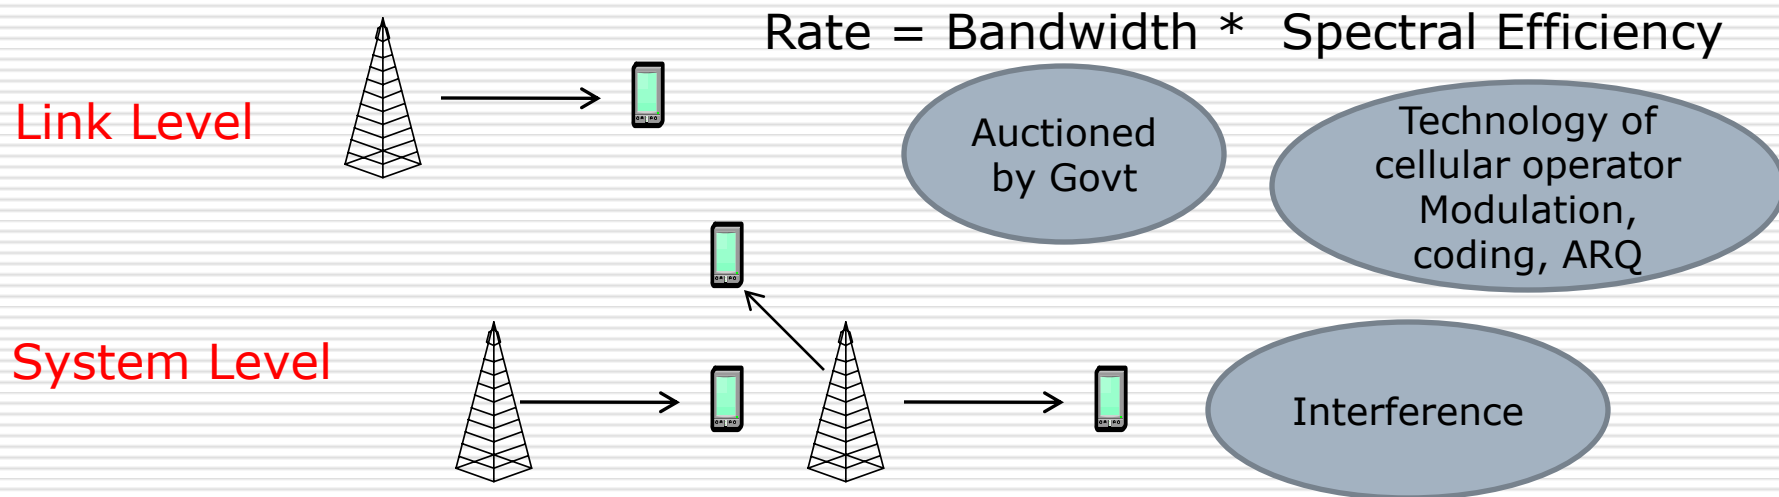 Rate = Bandwidth * Spectral Efficiency
Link Level
Auctioned
by Govt
Technology of
cellular operator
Modulation,
coding, ARQ
System Level
Interference